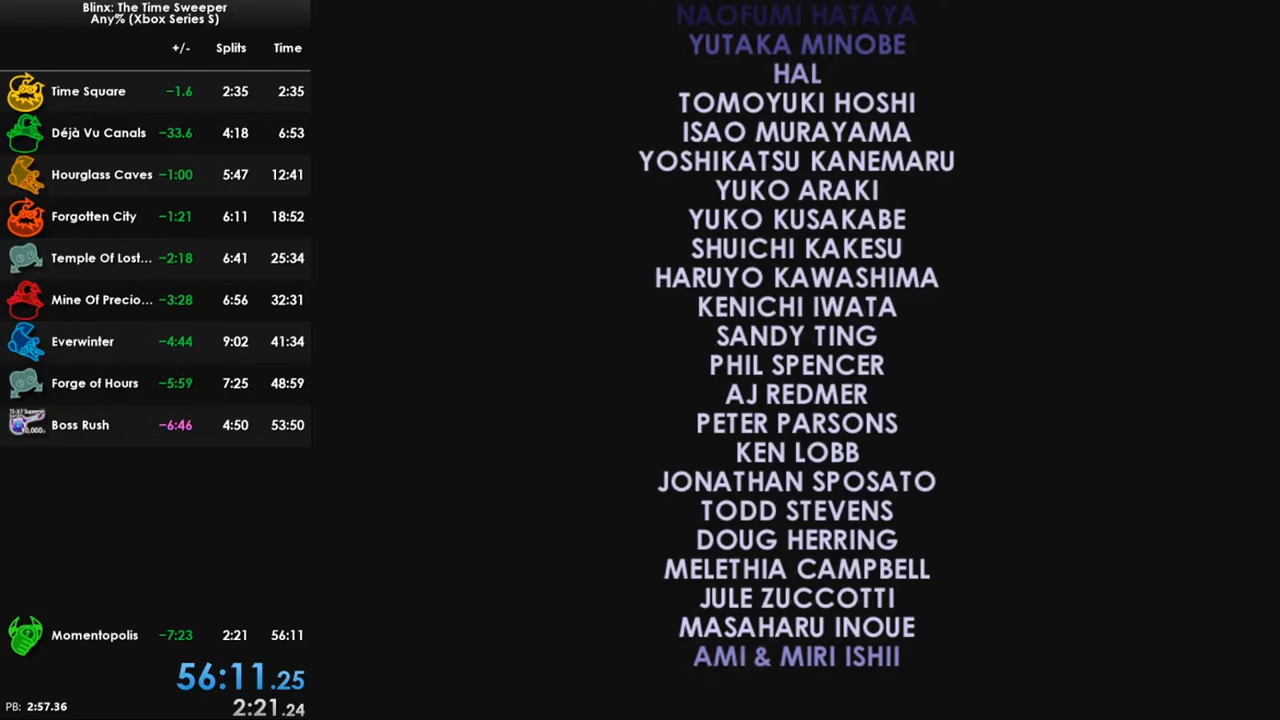 Blinx: The Time Sweeper
Any% (Xbox Series S)
+/- Splits Time
Time Square −1.6 2:35 2:35
Déjà Vu Canals −33.6 4:18 6:53
Hourglass Caves −1:00 5:47 12:41
Forgotten City −1:21 6:11 18:52
Temple Of Lost... −2:18 6:41 25:34
Mine Of Precio... −3:28 6:56 32:31
Everwinter −4:44 9:02 41:34
Forge of Hours −5:59 7:25 48:59
Boss Rush −6:46 4:50 53:50
Momentopolis −7:23 2:21 56:11
56:11.25
PB: 2:57.36 2:21.24
NAOFUMI HATAYA
YUTAKA MINOBE
HAL
TOMOYUKI HOSHI
ISAO MURAYAMA
YOSHIKATSU KANEMARU
YUKO ARAKI
YUKO KUSAKABE
SHUICHI KAKESU
HARUYO KAWASHIMA
KENICHI IWATA
SANDY TING
PHIL SPENCER
AJ REDMER
PETER PARSONS
KEN LOBB
JONATHAN SPOSATO
TODD STEVENS
DOUG HERRING
MELETHIA CAMPBELL
JULE ZUCCOTTI
MASAHARU INOUE
AMI & MIRI ISHII